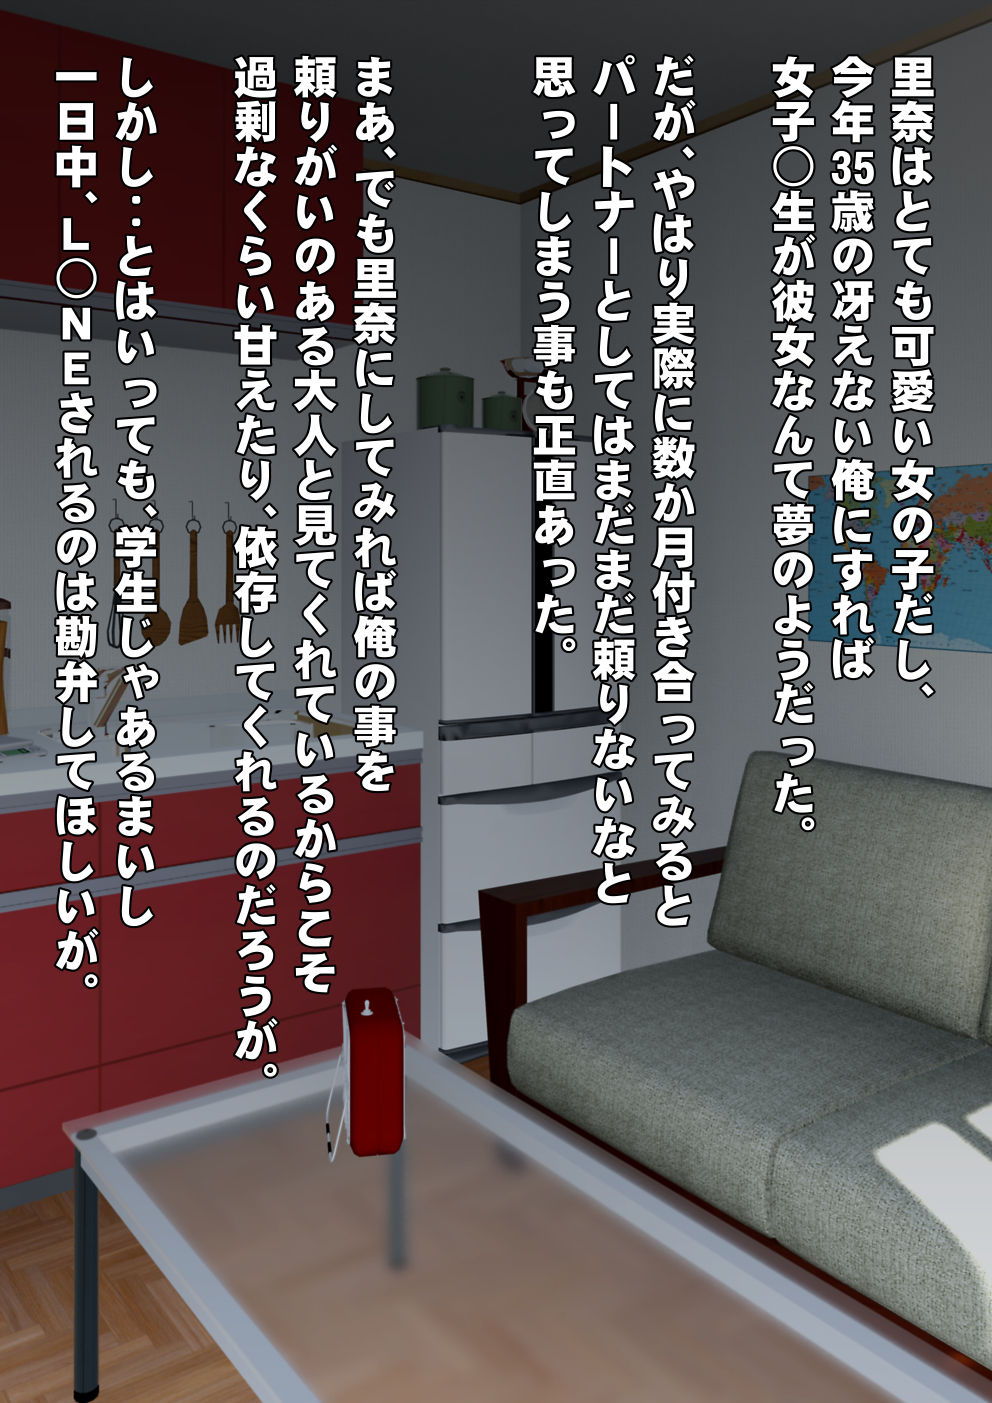 里奈はとても可愛い女の子だし、
今年35歳の冴えない俺にすれば
女子〇生が彼女なんて夢のようだった。
だが、やはり実際に数か月付き合ってみると
パートナーとしてはまだまだ頼りないなと
思ってしまう事も正直あった。
まあ、でも里奈にしてみれば俺の事を
頼りがいのある大人と見てくれているからこそ
過剰なくらい甘えたり、依存してくれるのだろうが。
しかし‥とはいっても、学生じゃあるまいし
一日中、L〇NEされるのは勘弁してほしいが。